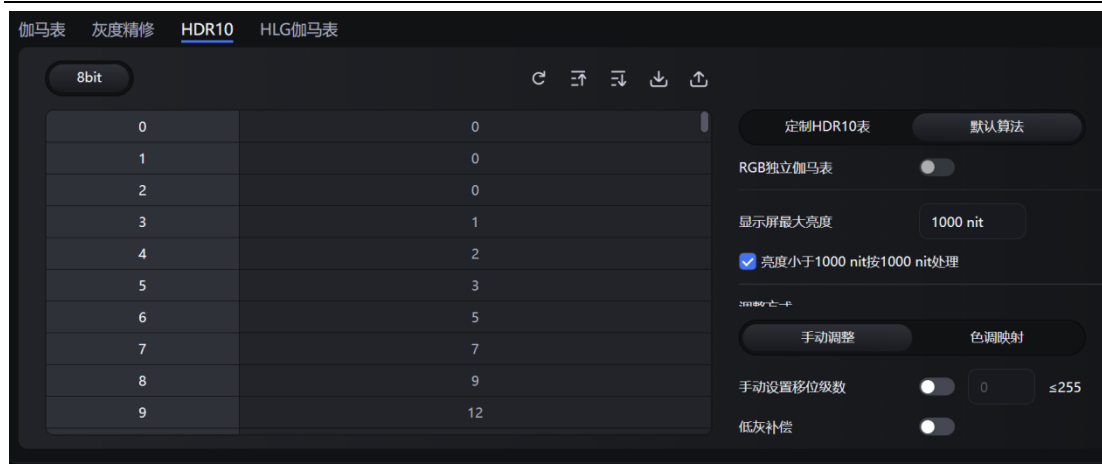 伽马表 灰度精修 HDR10 HLG伽马表
8bit
0 0
1 0
2 0
3 1
4 2
5 3
6 5
7 7
8 9
9 12
定制HDR10表 默认算法
RGB独立伽马表
显示屏最大亮度 1000 nit
亮度小于1000 nit按1000 nit处理
调整方式
手动调整 色调映射
手动设置移位级数 0 ≤255
低灰补偿